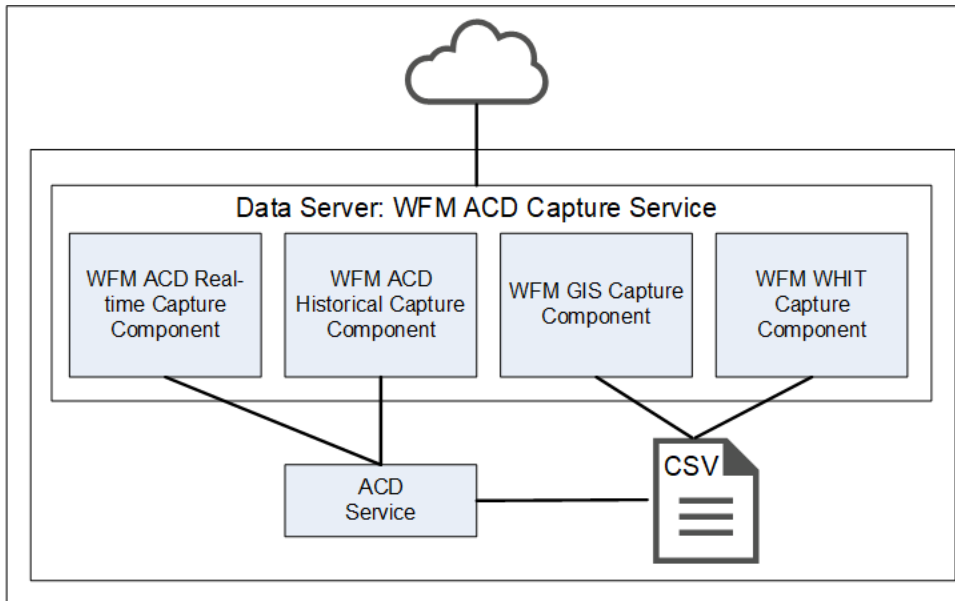 Data Server: WFM ACD Capture Service
WFM ACD Real-
time Capture
Component
WFM ACD
Historical Capture
Component
WFM GIS Capture
Component
WFM WHIT
Capture
Component
ACD
Service
CSV